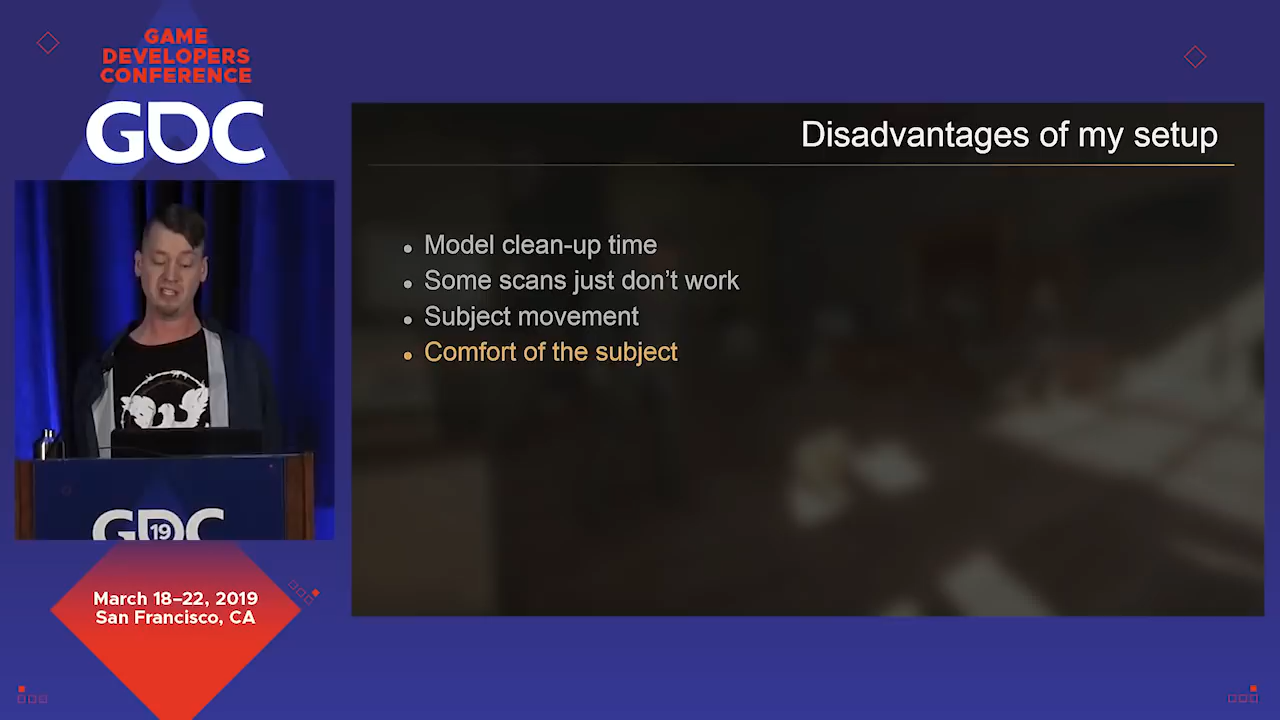 GAME
DEVELOPERS
CONFERENCE
GDC
Disadvantages of my setup
• Model clean-up time
• Some scans just don’t work
• Subject movement
• Comfort of the subject
GDC
19
March 18–22, 2019
San Francisco, CA